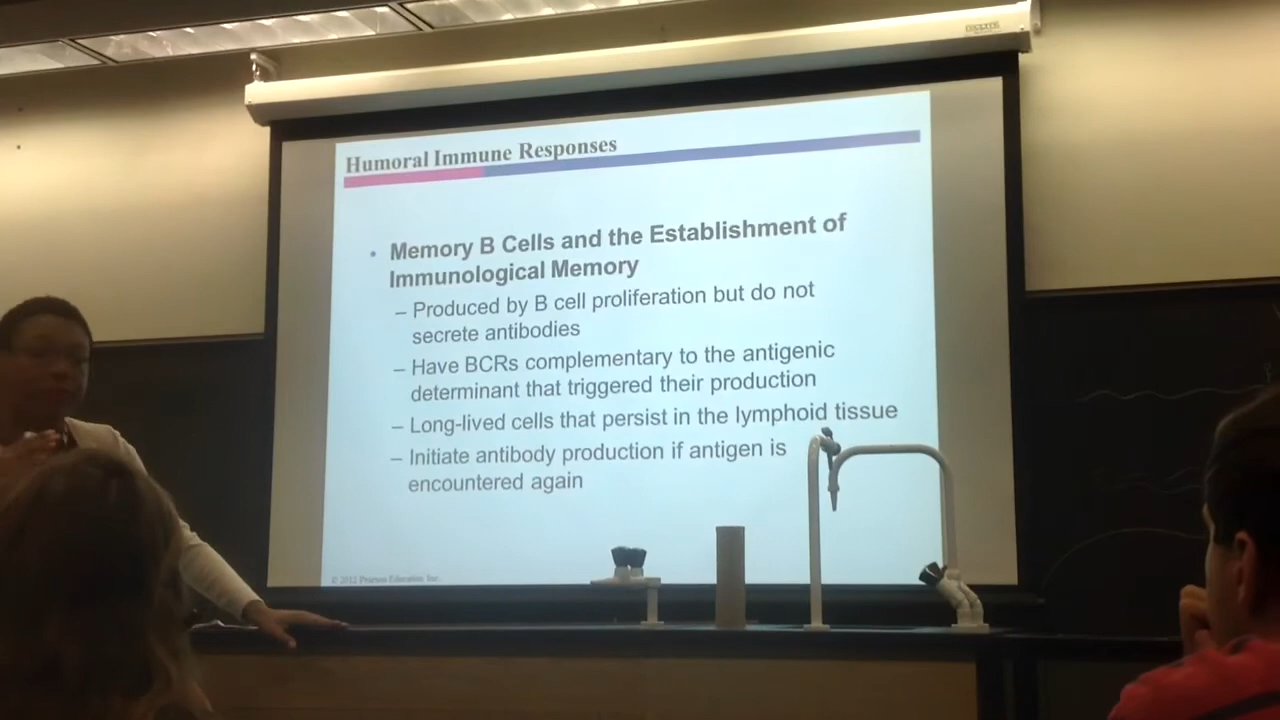 Humoral Immune Responses
• Memory B Cells and the Establishment of
Immunological Memory
– Produced by B cell proliferation but do not
secrete antibodies
– Have BCRs complementary to the antigenic
determinant that triggered their production
– Long-lived cells that persist in the lymphoid tissue
– Initiate antibody production if antigen is
encountered again
© 2012 Pearson Education Inc.